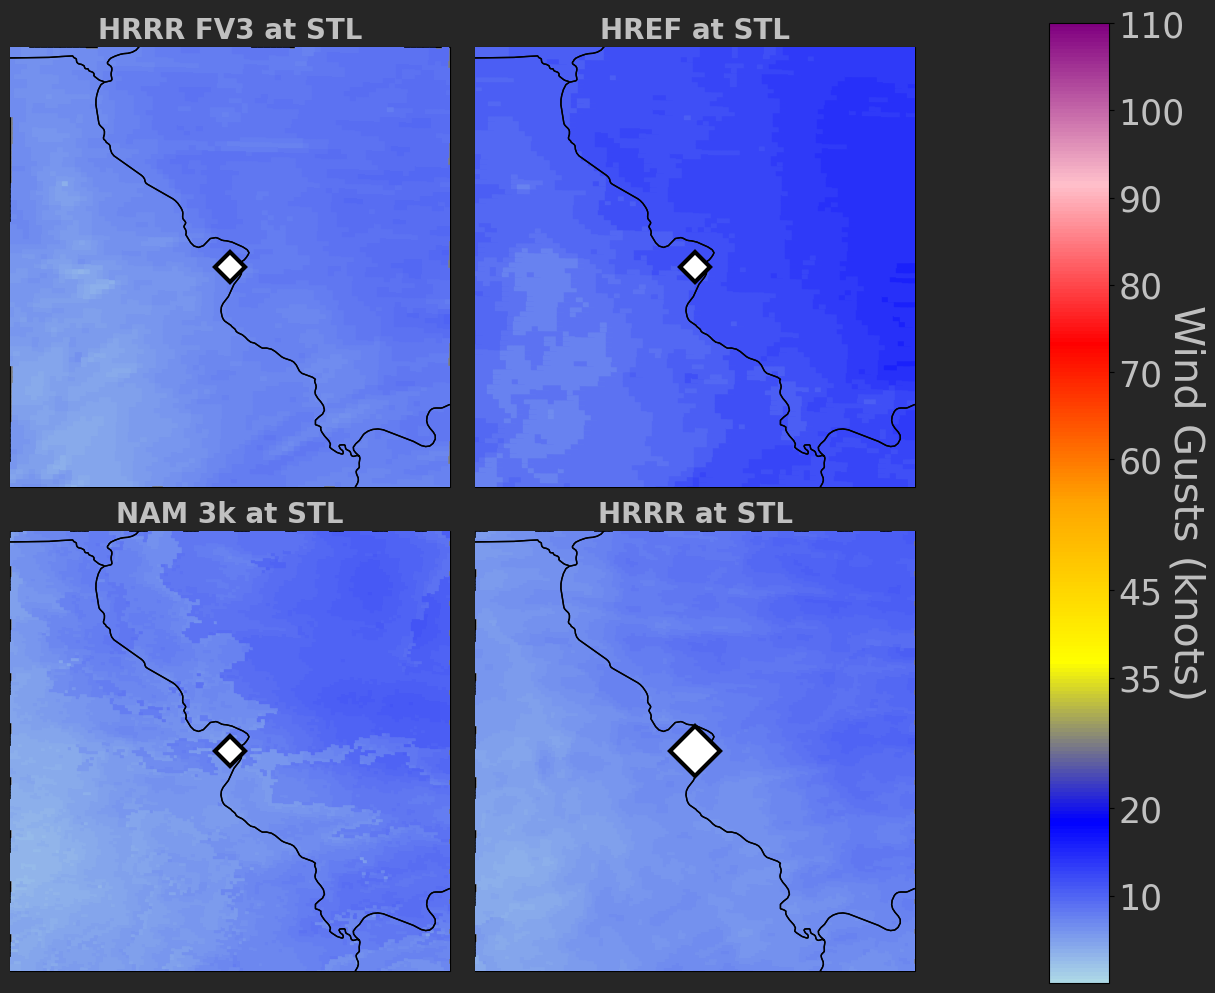 HRRR FV3 at STL
HREF at STL
NAM 3k at STL
HRRR at STL
110
100
90
80
70
60
45
35
20
10
Wind Gusts (knots)